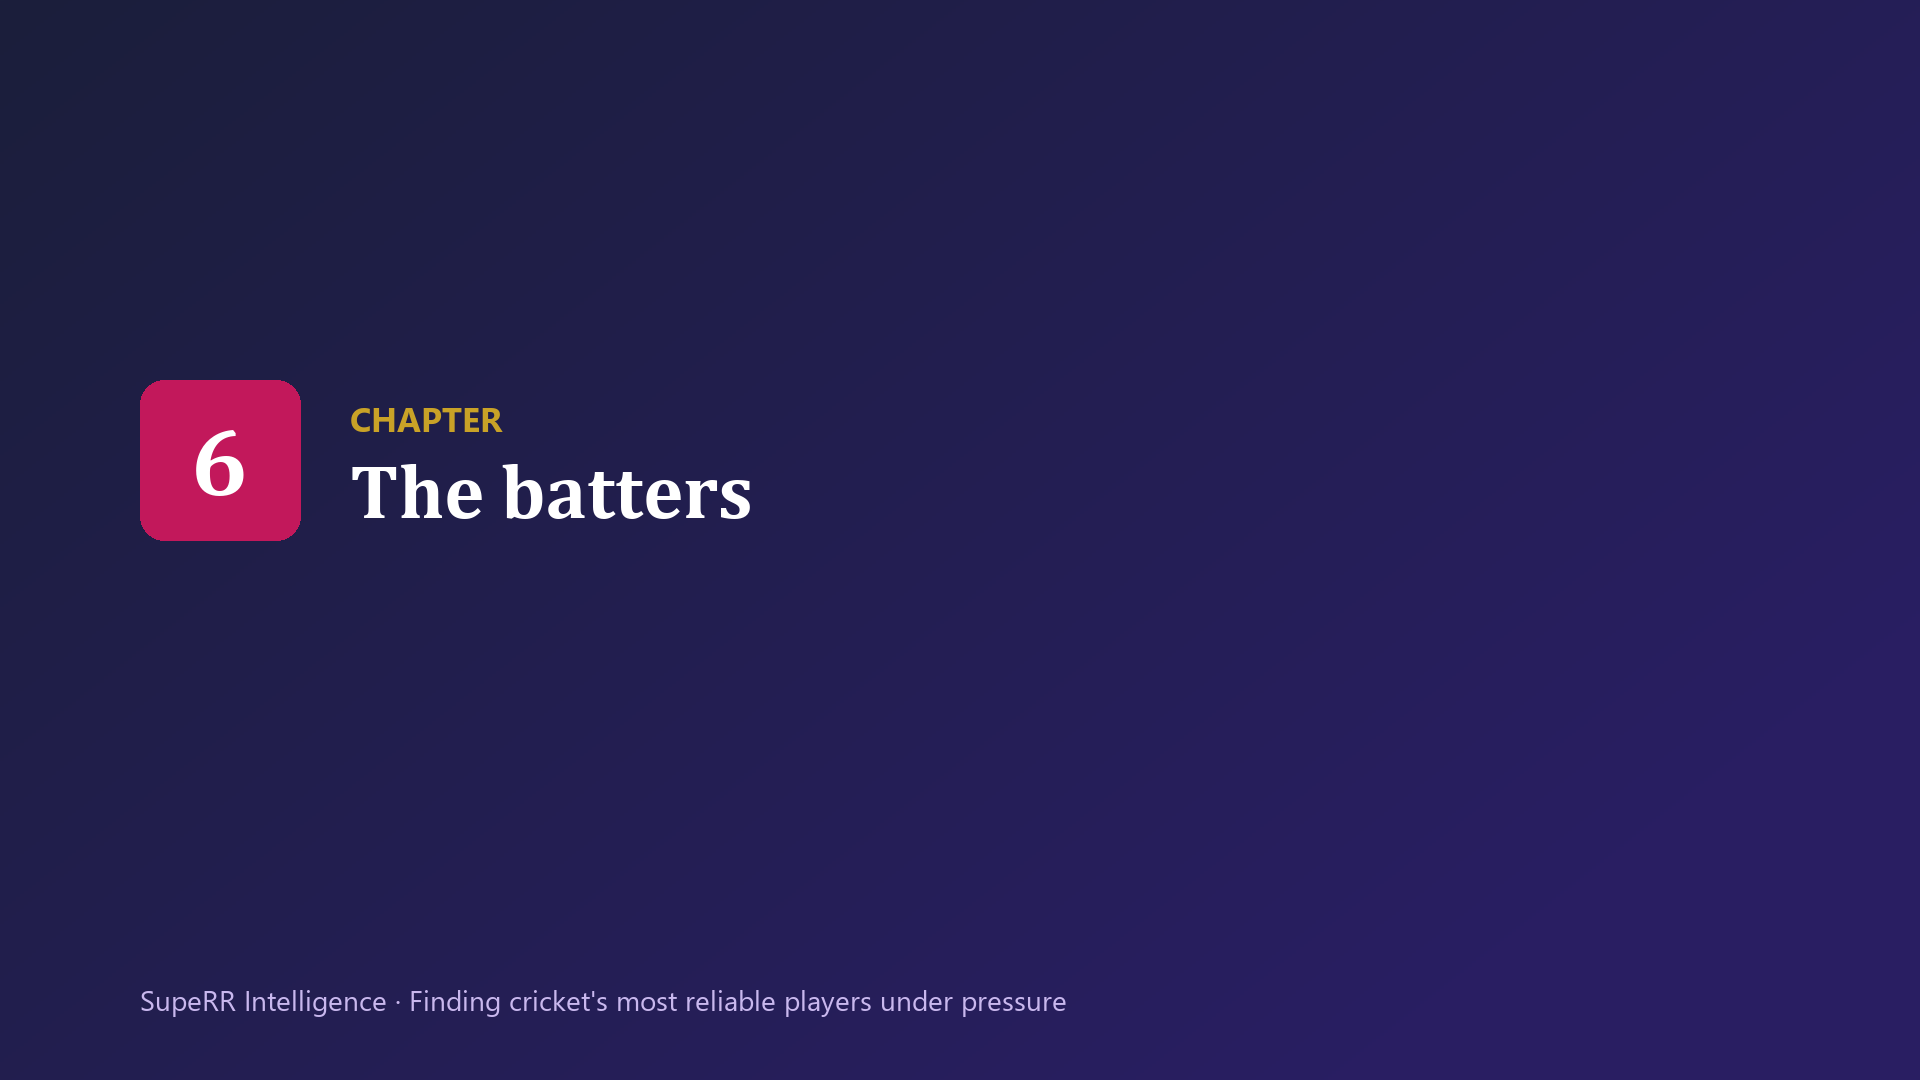 6
CHAPTER
The batters
SupeRR Intelligence · Finding cricket's most reliable players under pressure